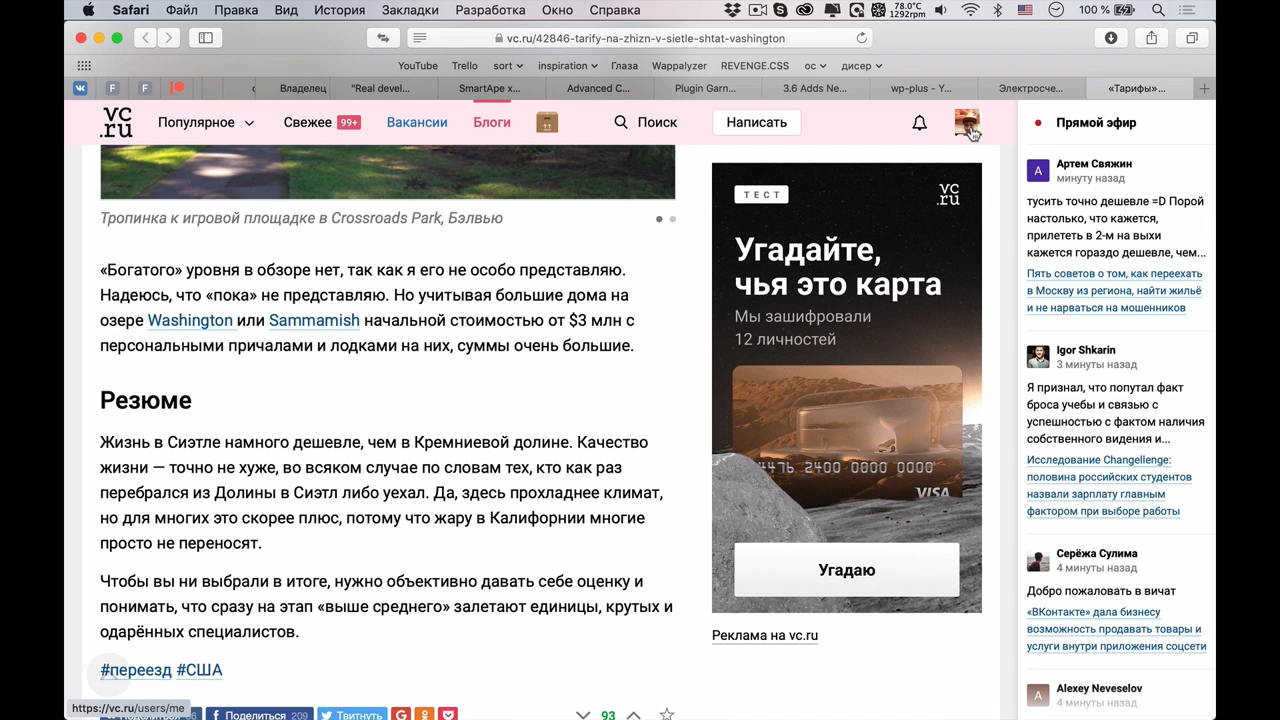 Safari Файл Правка Вид История Закладки Разработка Окно Справка
78.0°C
1292rpm
100 %
vc.ru/42846-tarify-na-zhizn-v-sietle-shtat-vashington
YouTube Trello sort inspiration Глаза Wappalyzer REVENGE.CSS ос дисер
Владелец "Real devel... SmartApe x... Advanced C... Plugin Garn... 3.6 Adds Ne... wp-plus - Y... Электросче... «Тарифы»...
vc.ru
Популярное Свежее 99+ Вакансии Блоги Поиск Написать
Тропинка к игровой площадке в Crossroads Park, Бэлвью
«Богатого» уровня в обзоре нет, так как я его не особо представляю.
Надеюсь, что «пока» не представляю. Но учитывая большие дома на
озере Washington или Sammamish начальной стоимостью от $3 млн с
персональными причалами и лодками на них, суммы очень большие.
Резюме
Жизнь в Сиэтле намного дешевле, чем в Кремниевой долине. Качество
жизни — точно не хуже, во всяком случае по словам тех, кто как раз
перебрался из Долины в Сиэтл либо уехал. Да, здесь прохладнее климат,
но для многих это скорее плюс, потому что жару в Калифорнии многие
просто не переносят.
Чтобы вы ни выбрали в итоге, нужно объективно давать себе оценку и
понимать, что сразу на этап «выше среднего» залетают единицы, крутых и
одарённых специалистов.
#переезд #США
https://vc.ru/users/me
Поделиться 209 Твитнуть
93
ТЕСТ
vc.ru
Угадайте,
чья это карта
Мы зашифровали
12 личностей
4476 2400 0000 0000
VISA
Угадаю
Реклама на vc.ru
Прямой эфир
А
Артем Свяжин
минуту назад
тусить точно дешевле =D Порой
настолько, что кажется,
прилететь в 2-м на выхи
кажется гораздо дешевле, чем...
Пять советов о том, как переехать
в Москву из региона, найти жильё
и не нарваться на мошенников
Igor Shkarin
3 минуты назад
Я признал, что попутал факт
броса учебы и связью с
успешностью с фактом наличия
собственного видения и...
Исследование Changellenge:
половина российских студентов
назвали зарплату главным
фактором при выборе работы
Серёжа Сулима
4 минуты назад
Добро пожаловать в вичат
«ВКонтакте» дала бизнесу
возможность продавать товары и
услуги внутри приложения соцсети
A
Alexey Neveselov
4 минуты назад